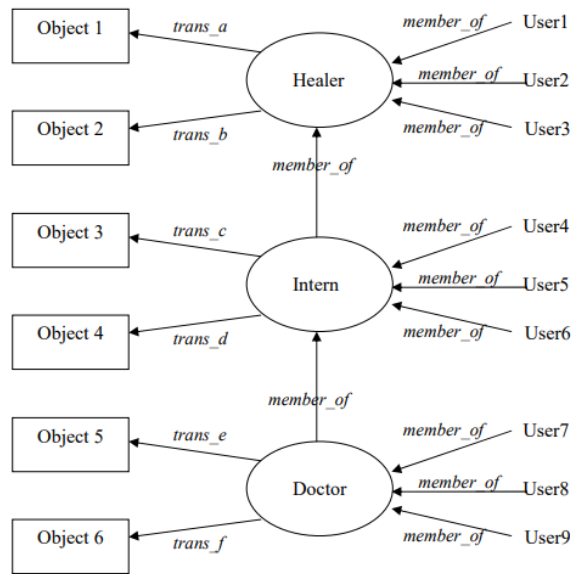 Object 1
trans_a
member_of
User1
Healer
member_of
User2
Object 2
trans_b
member_of
User3
member_of
Object 3
trans_c
member_of
User4
Intern
member_of
User5
Object 4
trans_d
member_of
User6
member_of
Object 5
trans_e
member_of
User7
Doctor
member_of
User8
Object 6
trans_f
member_of
User9